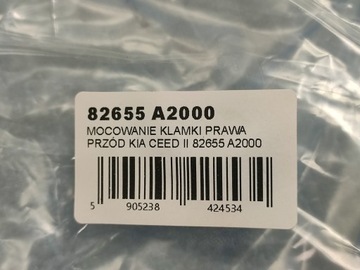 82655 A2000
MOCOWANIE KLAMKI PRAWA
PRZÓD KIA CEED II 82655 A2000
5 905238 424534